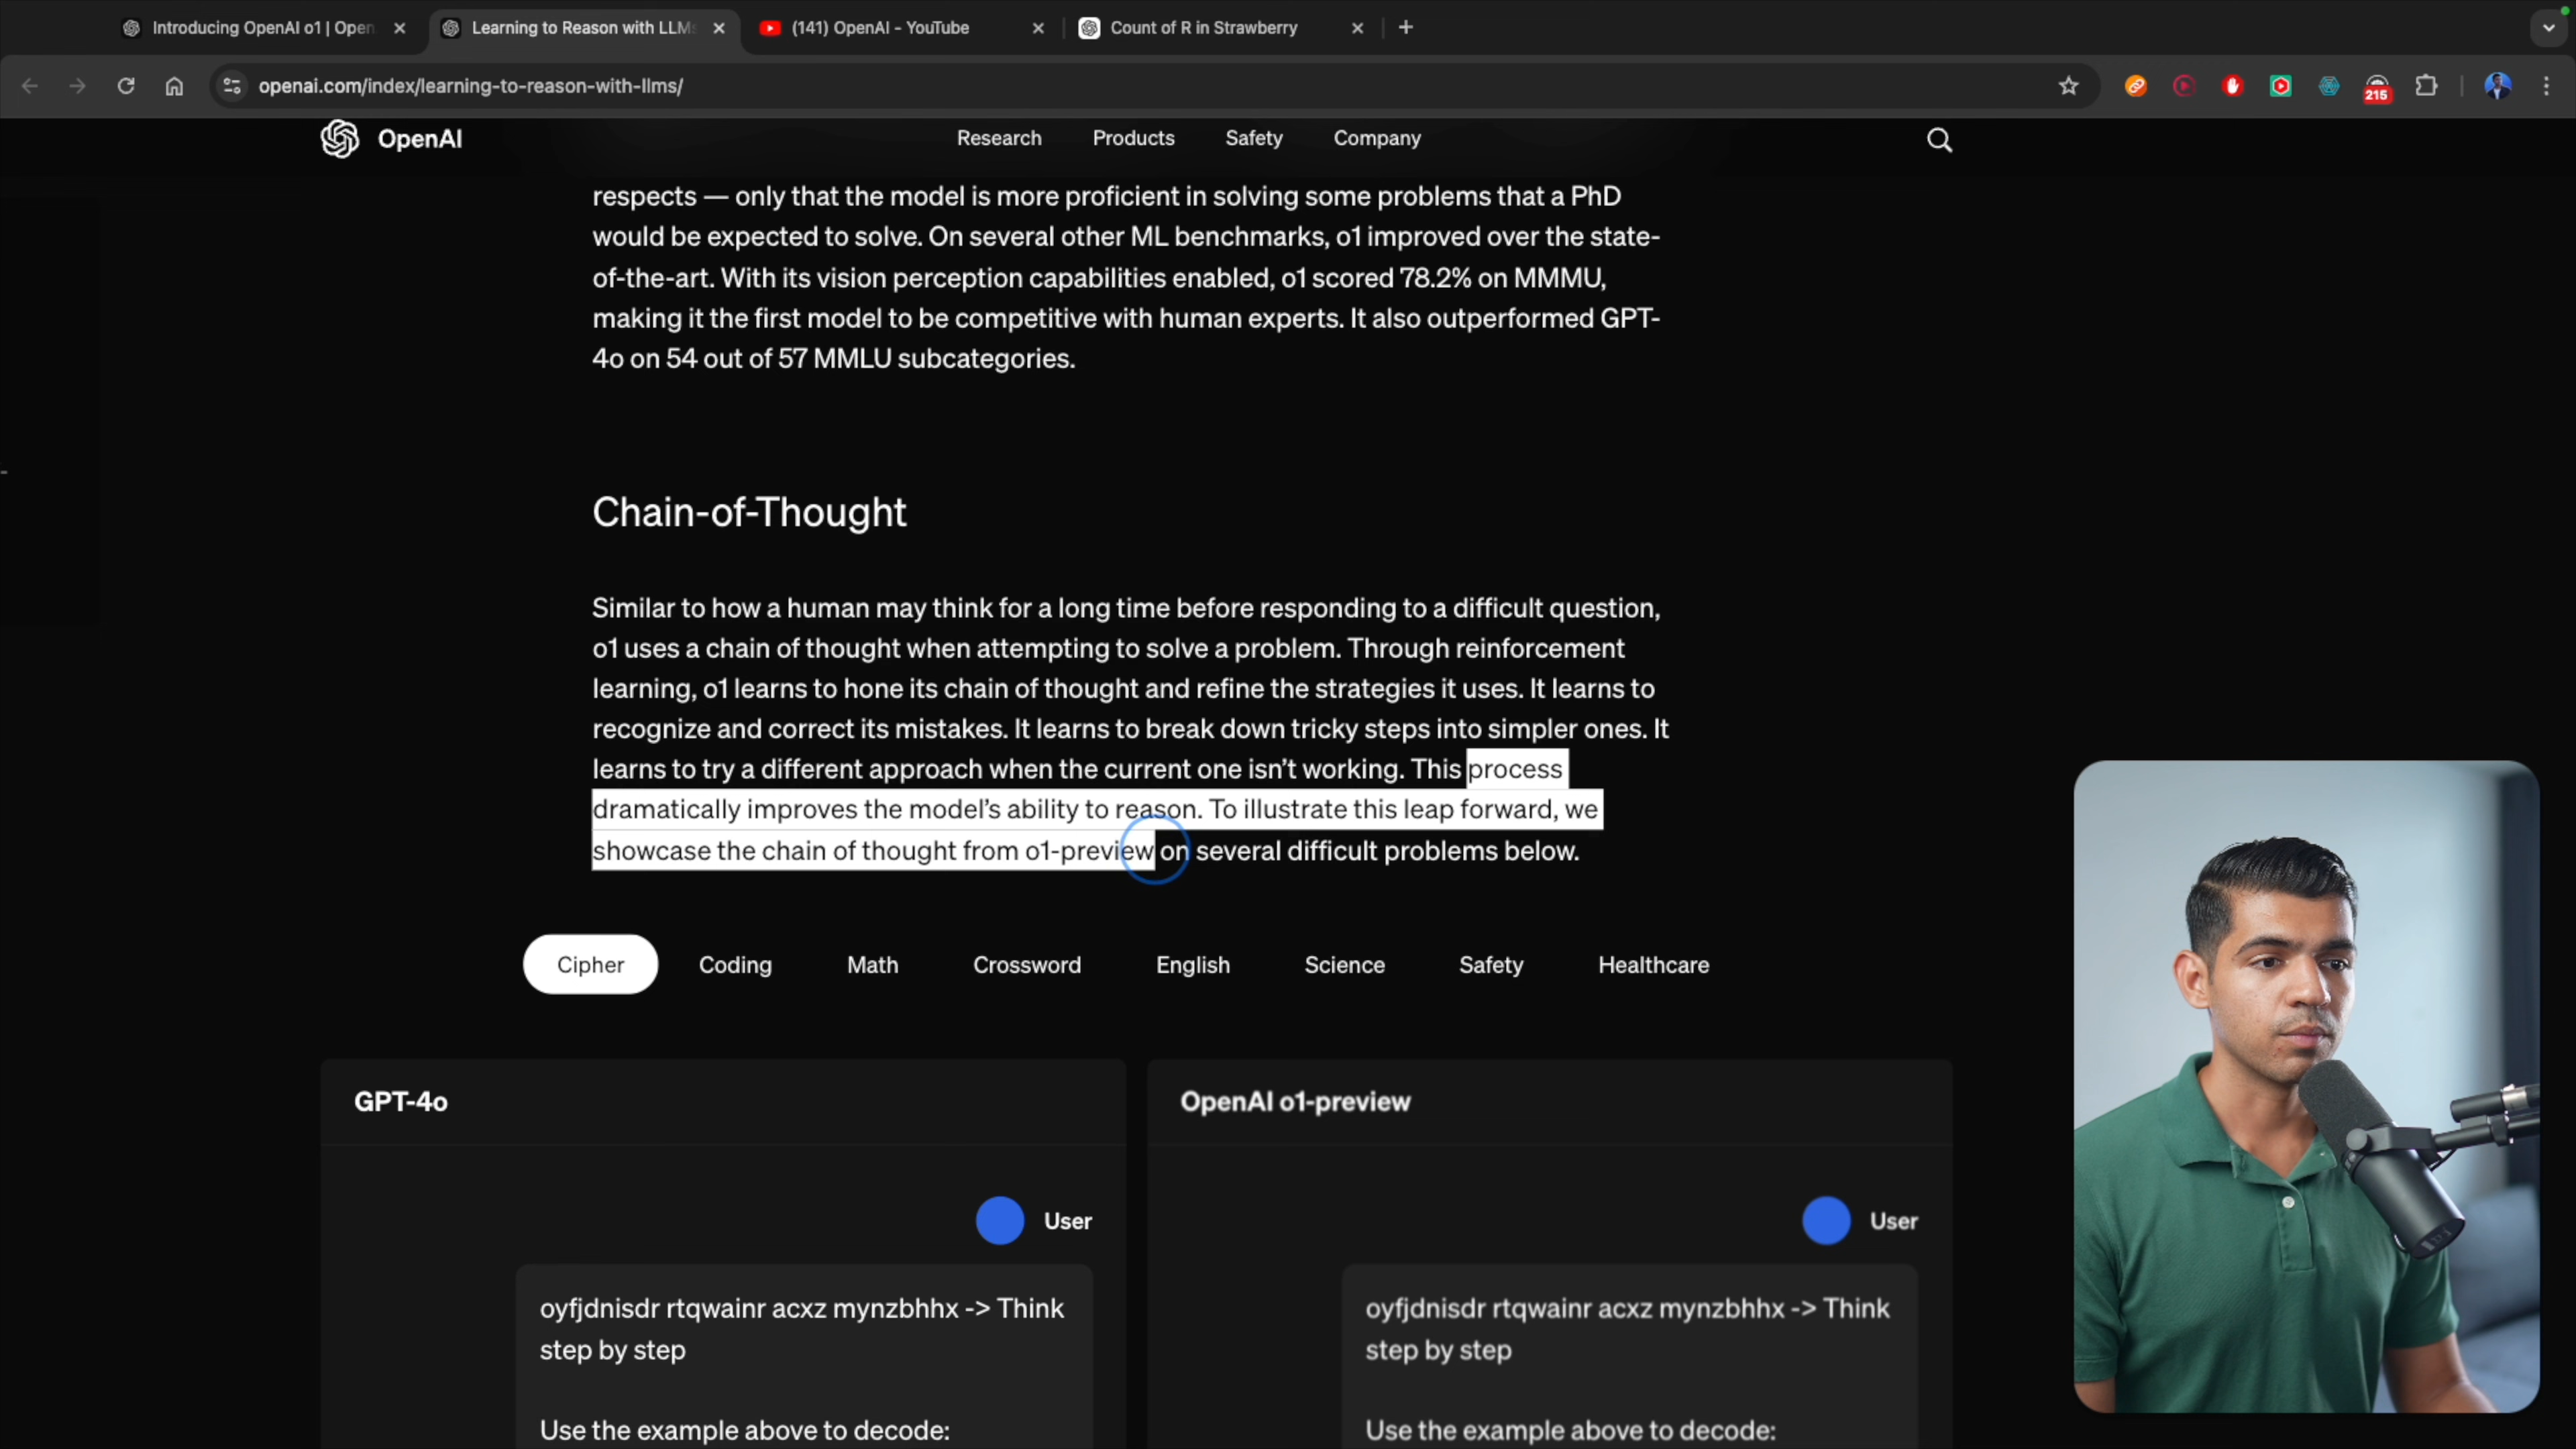 Introducing OpenAI o1 | Open
Learning to Reason with LLMs
(141) OpenAI - YouTube
Count of R in Strawberry
openai.com/index/learning-to-reason-with-llms/
215
OpenAI
Research
Products
Safety
Company
respects — only that the model is more proficient in solving some problems that a PhD
would be expected to solve. On several other ML benchmarks, o1 improved over the state-
of-the-art. With its vision perception capabilities enabled, o1 scored 78.2% on MMMU,
making it the first model to be competitive with human experts. It also outperformed GPT-
4o on 54 out of 57 MMLU subcategories.
Chain-of-Thought
Similar to how a human may think for a long time before responding to a difficult question,
o1 uses a chain of thought when attempting to solve a problem. Through reinforcement
learning, o1 learns to hone its chain of thought and refine the strategies it uses. It learns to
recognize and correct its mistakes. It learns to break down tricky steps into simpler ones. It
learns to try a different approach when the current one isn't working. This process
dramatically improves the model's ability to reason. To illustrate this leap forward, we
showcase the chain of thought from o1-preview on several difficult problems below.
Cipher
Coding
Math
Crossword
English
Science
Safety
Healthcare
GPT-4o
User
oyfjdnisdr rtqwainr acxz mynzbhhx -> Think
step by step
Use the example above to decode:
OpenAI o1-preview
User
oyfjdnisdr rtqwainr acxz mynzbhhx -> Think
step by step
Use the example above to decode: